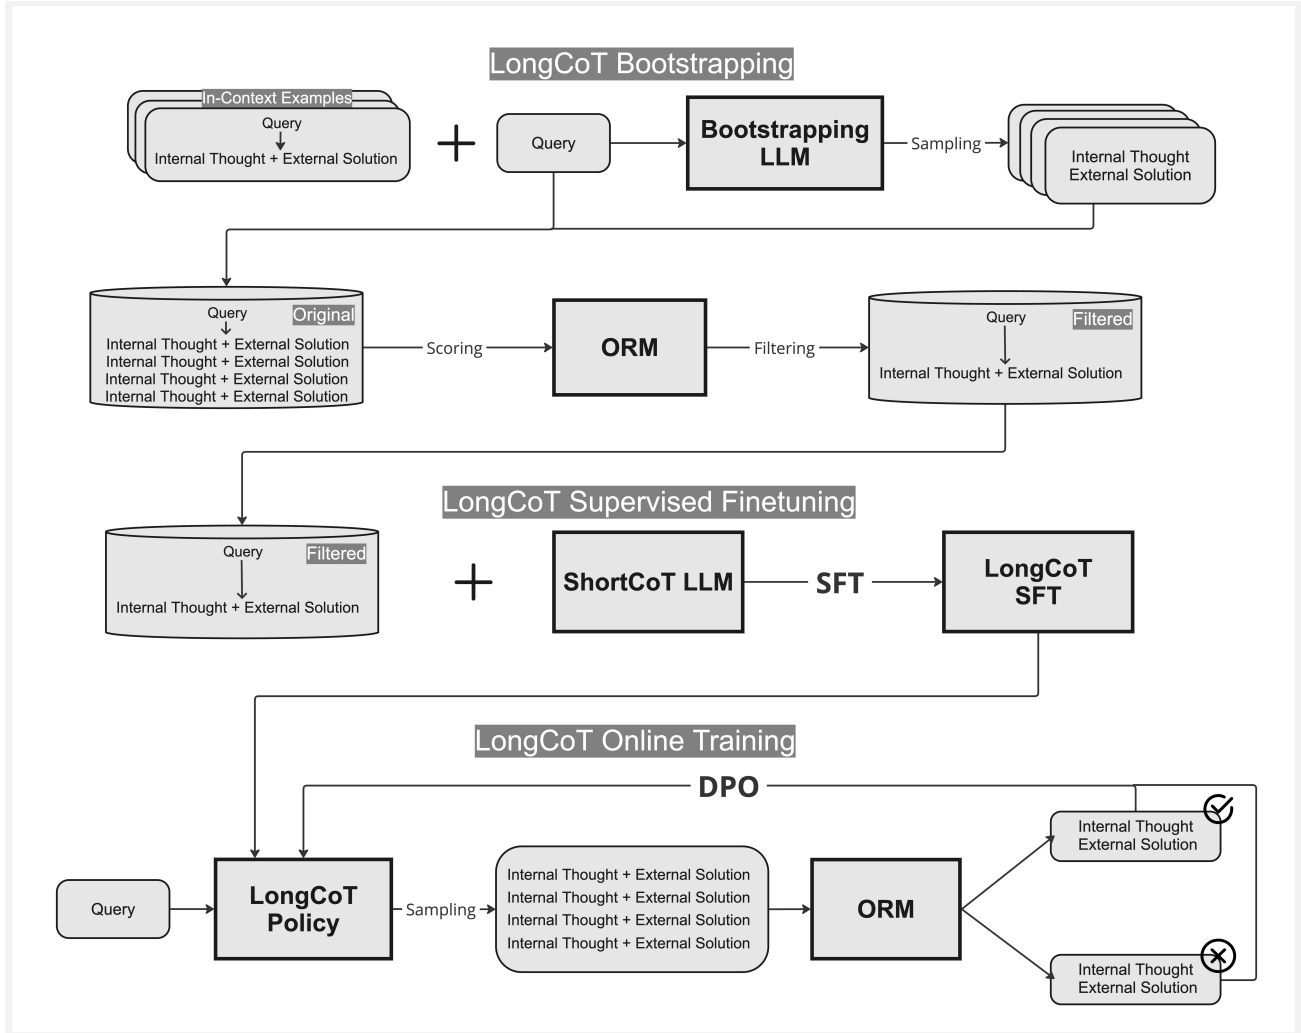 LongCoT Bootstrapping
In-Context Examples
Query
Internal Thought + External Solution
+
Query
Bootstrapping
LLM
Sampling
Internal Thought
External Solution
Query
Original
Internal Thought + External Solution
Internal Thought + External Solution
Internal Thought + External Solution
Internal Thought + External Solution
Scoring
ORM
Filtering
Query
Filtered
Internal Thought + External Solution
LongCoT Supervised Finetuning
Query
Filtered
Internal Thought + External Solution
+
ShortCoT LLM
SFT
LongCoT
SFT
LongCoT Online Training
DPO
Query
LongCoT
Policy
Sampling
Internal Thought + External Solution
Internal Thought + External Solution
Internal Thought + External Solution
Internal Thought + External Solution
ORM
Internal Thought
External Solution
Internal Thought
External Solution